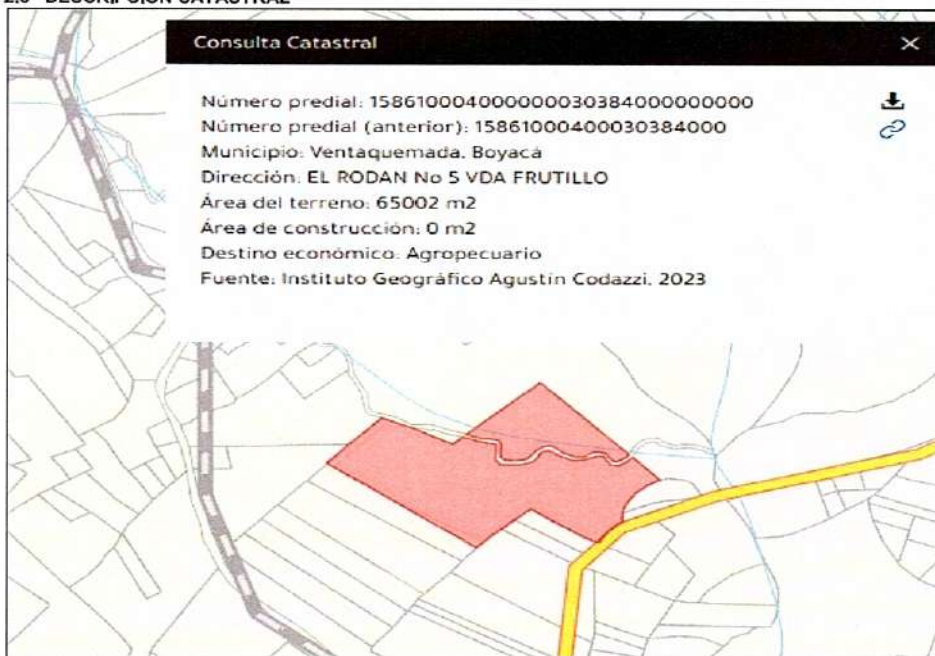 DESCRIPCION CATASTRAL
Consulta Catastral
Número predial: 158610004000000030384000000000
Número predial (anterior): 15861000400030384000
Municipio: Ventaquemada, Boyacá
Dirección: EL RODAN No 5 VDA FRUTILLO
Área del terreno: 65002 m2
Área de construcción: 0 m2
Destino económico: Agropecuario
Fuente: Instituto Geográfico Agustín Codazzi, 2023